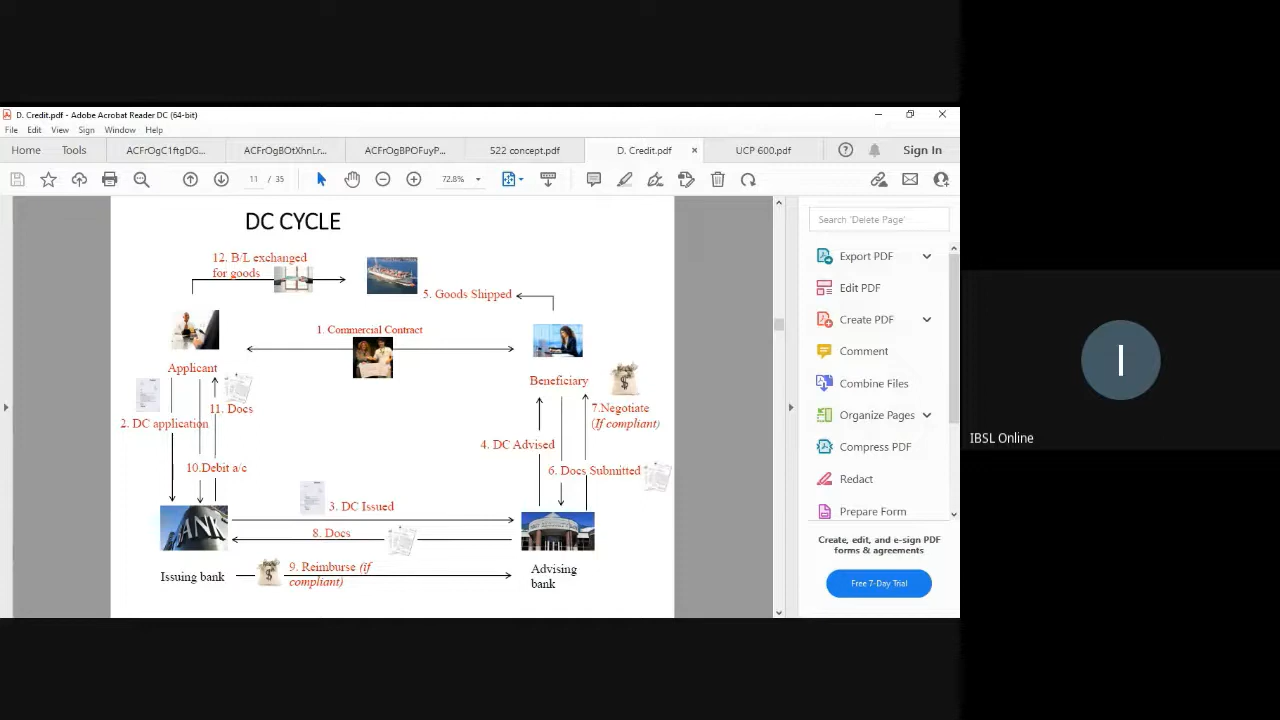 D. Credit.pdf - Adobe Acrobat Reader DC (64-bit)
File Edit View Sign Window Help
Home Tools ACFrOgC1ftgDG... ACFrOgBOtXhnLr... ACFrOgBPOFuyP... 522 concept.pdf D. Credit.pdf × UCP 600.pdf Sign In
11 / 35 72.8%
DC CYCLE
12. B/L exchanged
for goods
5. Goods Shipped
1. Commercial Contract
Applicant
Beneficiary
11. Docs
2. DC application
7.Negotiate
(If compliant)
4. DC Advised
10.Debit a/c
6. Docs Submitted
3. DC Issued
8. Docs
9. Reimburse (if
compliant)
Issuing bank
Advising
bank
Search 'Delete Page'
Export PDF
Edit PDF
Create PDF
Comment
Combine Files
Organize Pages
Compress PDF
Redact
Prepare Form
Create, edit, and e-sign PDF
forms & agreements
Free 7-Day Trial
I
IBSL Online